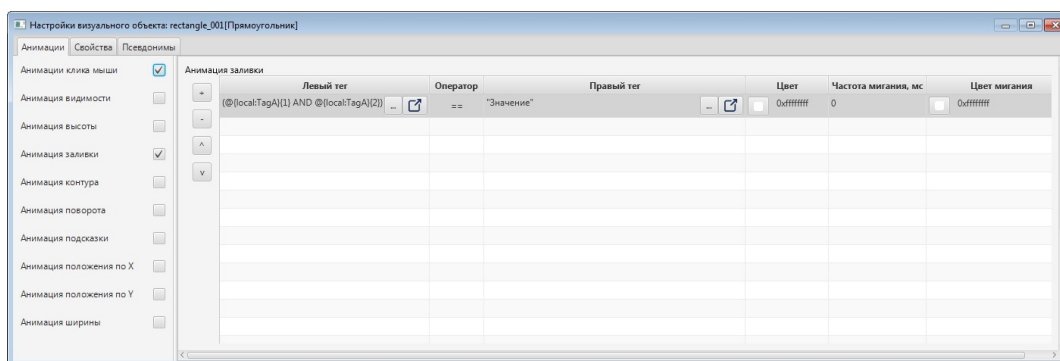 Настройки визуального объекта: rectangle_001[Прямоугольник]
Анимации Свойства Псевдонимы
Анимации клика мыши
Анимация видимости
Анимация высоты
Анимация заливки
Анимация контура
Анимация поворота
Анимация подсказки
Анимация положения по X
Анимация положения по Y
Анимация ширины
Анимация заливки
+
-
^
v
Левый тег Оператор Правый тег Цвет Частота мигания, мс Цвет мигания
(@(local:TagA){1} AND @(local:TagA){2}) ... == "Значение" ... 0xffffffff 0 0xffffffff